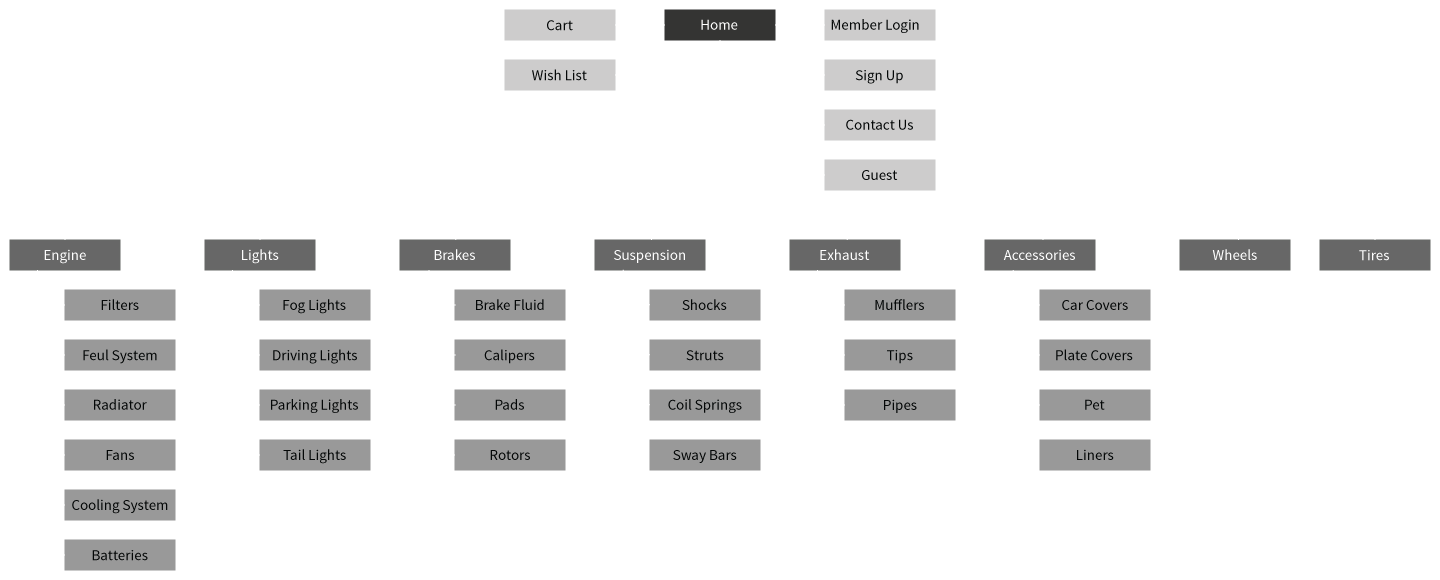 Cart
Home
Member Login
Wish List
Sign Up
Contact Us
Guest
Engine
Lights
Brakes
Suspension
Exhaust
Accessories
Wheels
Tires
Filters
Fog Lights
Brake Fluid
Shocks
Mufflers
Car Covers
Feul System
Driving Lights
Calipers
Struts
Tips
Plate Covers
Radiator
Parking Lights
Pads
Coil Springs
Pipes
Pet
Fans
Tail Lights
Rotors
Sway Bars
Liners
Cooling System
Batteries